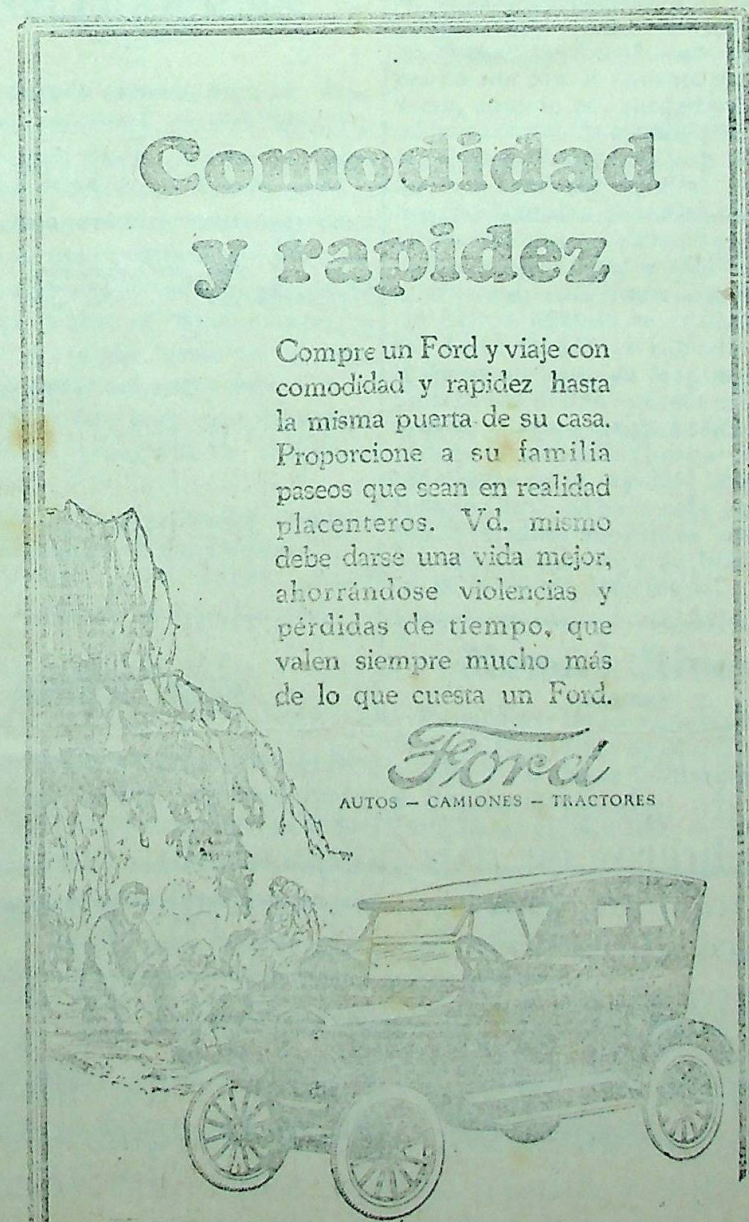 Comodidad
y rapidez
Compre un Ford y viaje con
comodidad y rapidez hasta
la misma puerta de su casa.
Proporcione a su familia
paseos que sean en realidad
placenteros. Vd. mismo
debe darse una vida mejor,
ahorrándose violencias y
pérdidas de tiempo, que
valen siempre mucho más
de lo que cuesta un Ford.
Ford
AUTOS — CAMIONES — TRACTORES